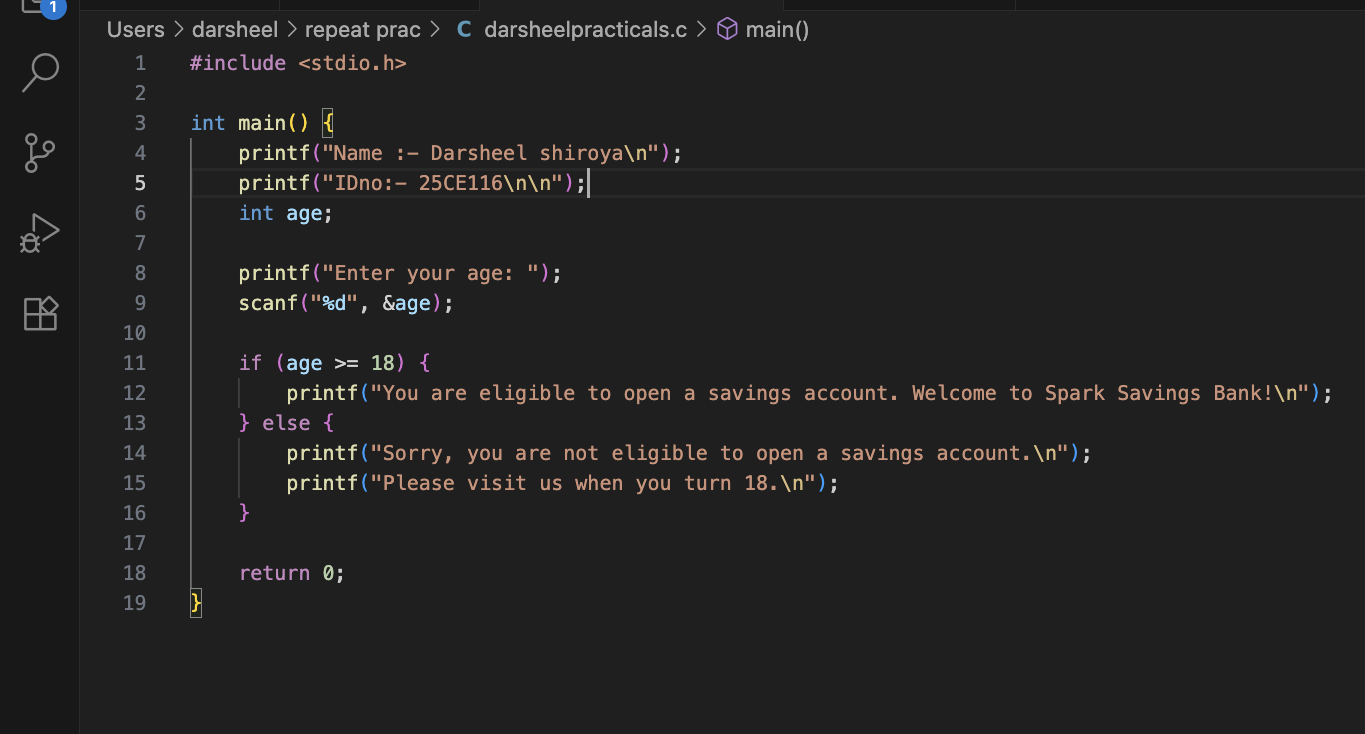 1
Users > darsheel > repeat prac > C darsheelpracticals.c > main()
1 #include <stdio.h>
2
3 int main() {
4     printf("Name :- Darsheel shiroya\n");
5     printf("IDno:- 25CE116\n\n");
6     int age;
7
8     printf("Enter your age: ");
9     scanf("%d", &age);
10
11     if (age >= 18) {
12         printf("You are eligible to open a savings account. Welcome to Spark Savings Bank!\n");
13     } else {
14         printf("Sorry, you are not eligible to open a savings account.\n");
15         printf("Please visit us when you turn 18.\n");
16     }
17
18     return 0;
19 }